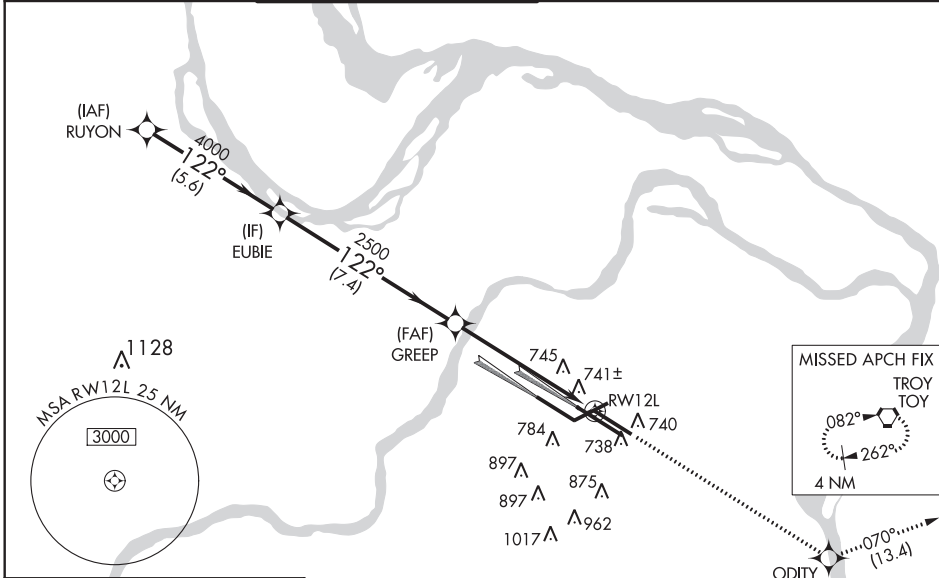 (IAF)
RUYON
4000
122°
(5.6)
(IF)
EUBIE
2500
122°
(7.4)
(FAF)
GREEP
1128
MSA RW12L 25 NM
3000
745
741±
RW12L
740
738
784
897
897
875
962
1017
MISSED APCH FIX
TROY
TOY
082°
262°
4 NM
070°
(13.4)
ODITY